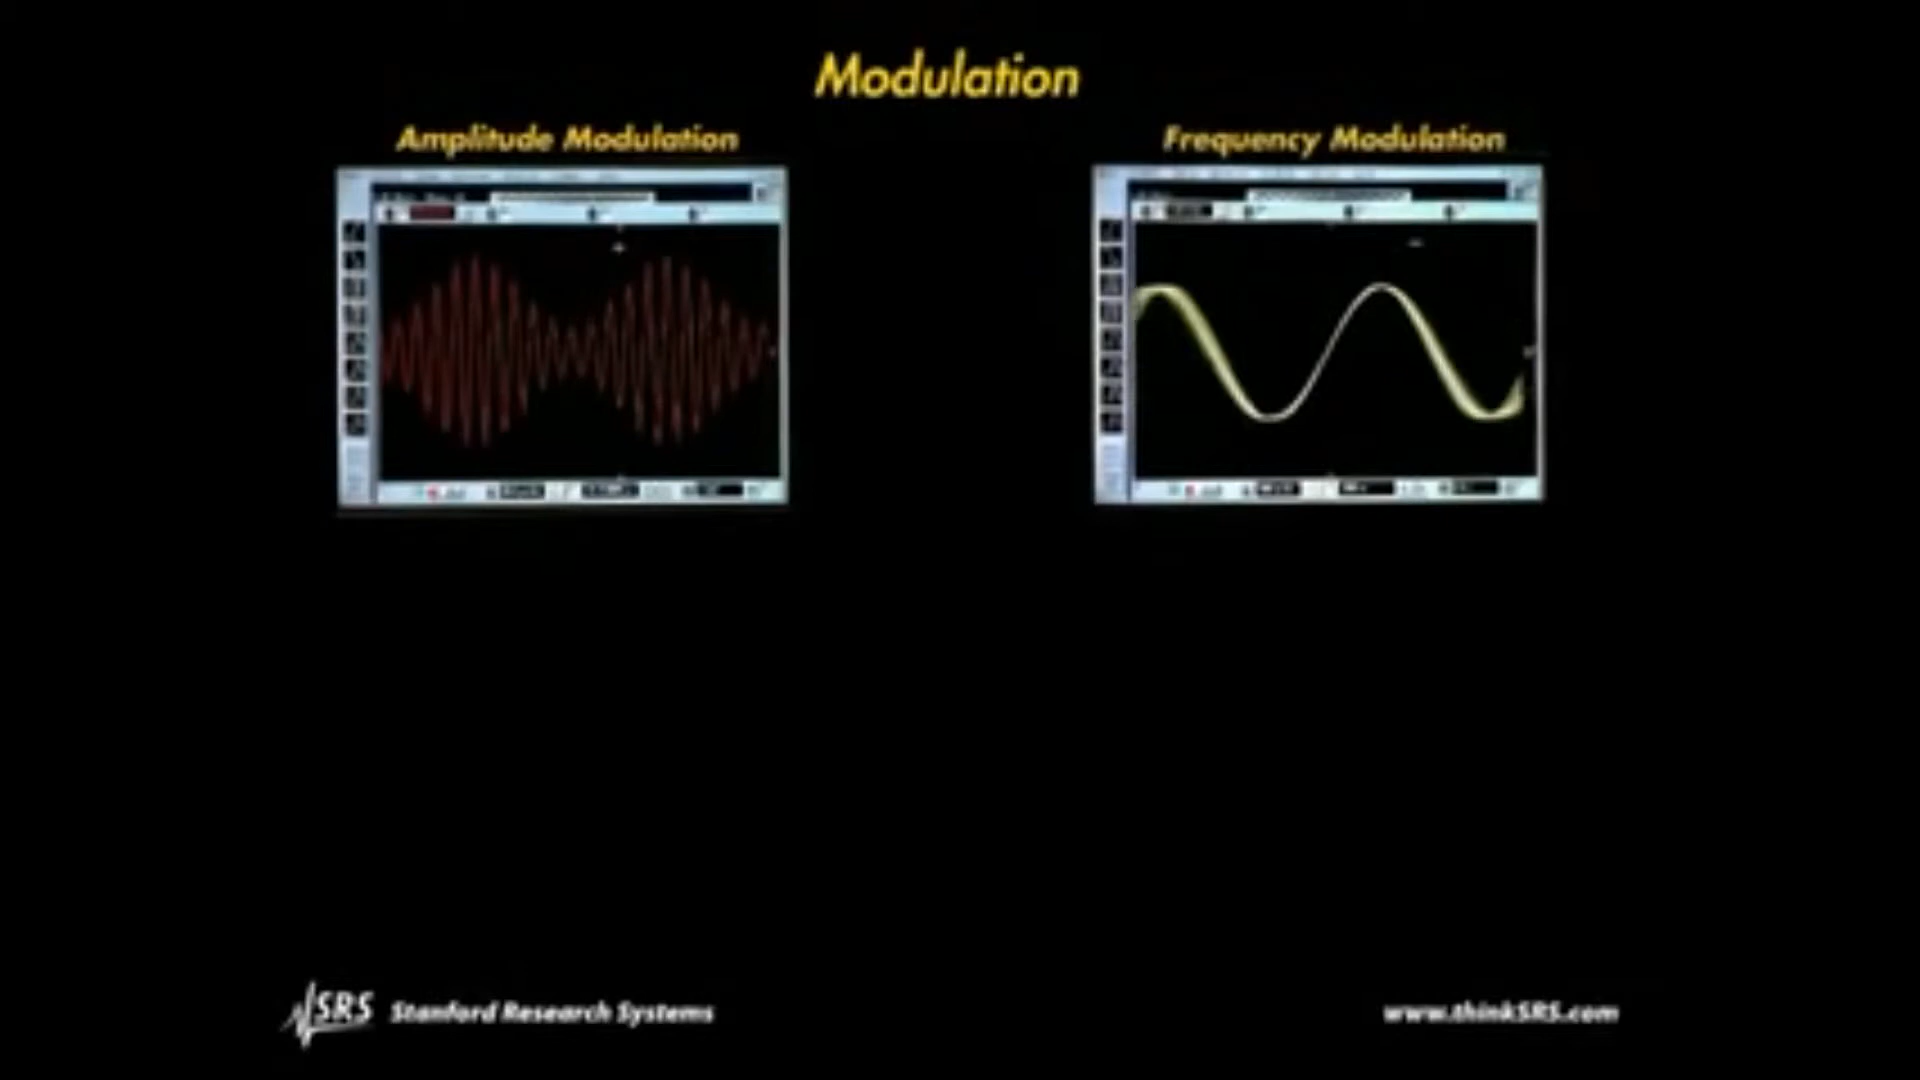 Modulation
Amplitude Modulation
Frequency Modulation
SRS Stanford Research Systems
www.thinkSRS.com